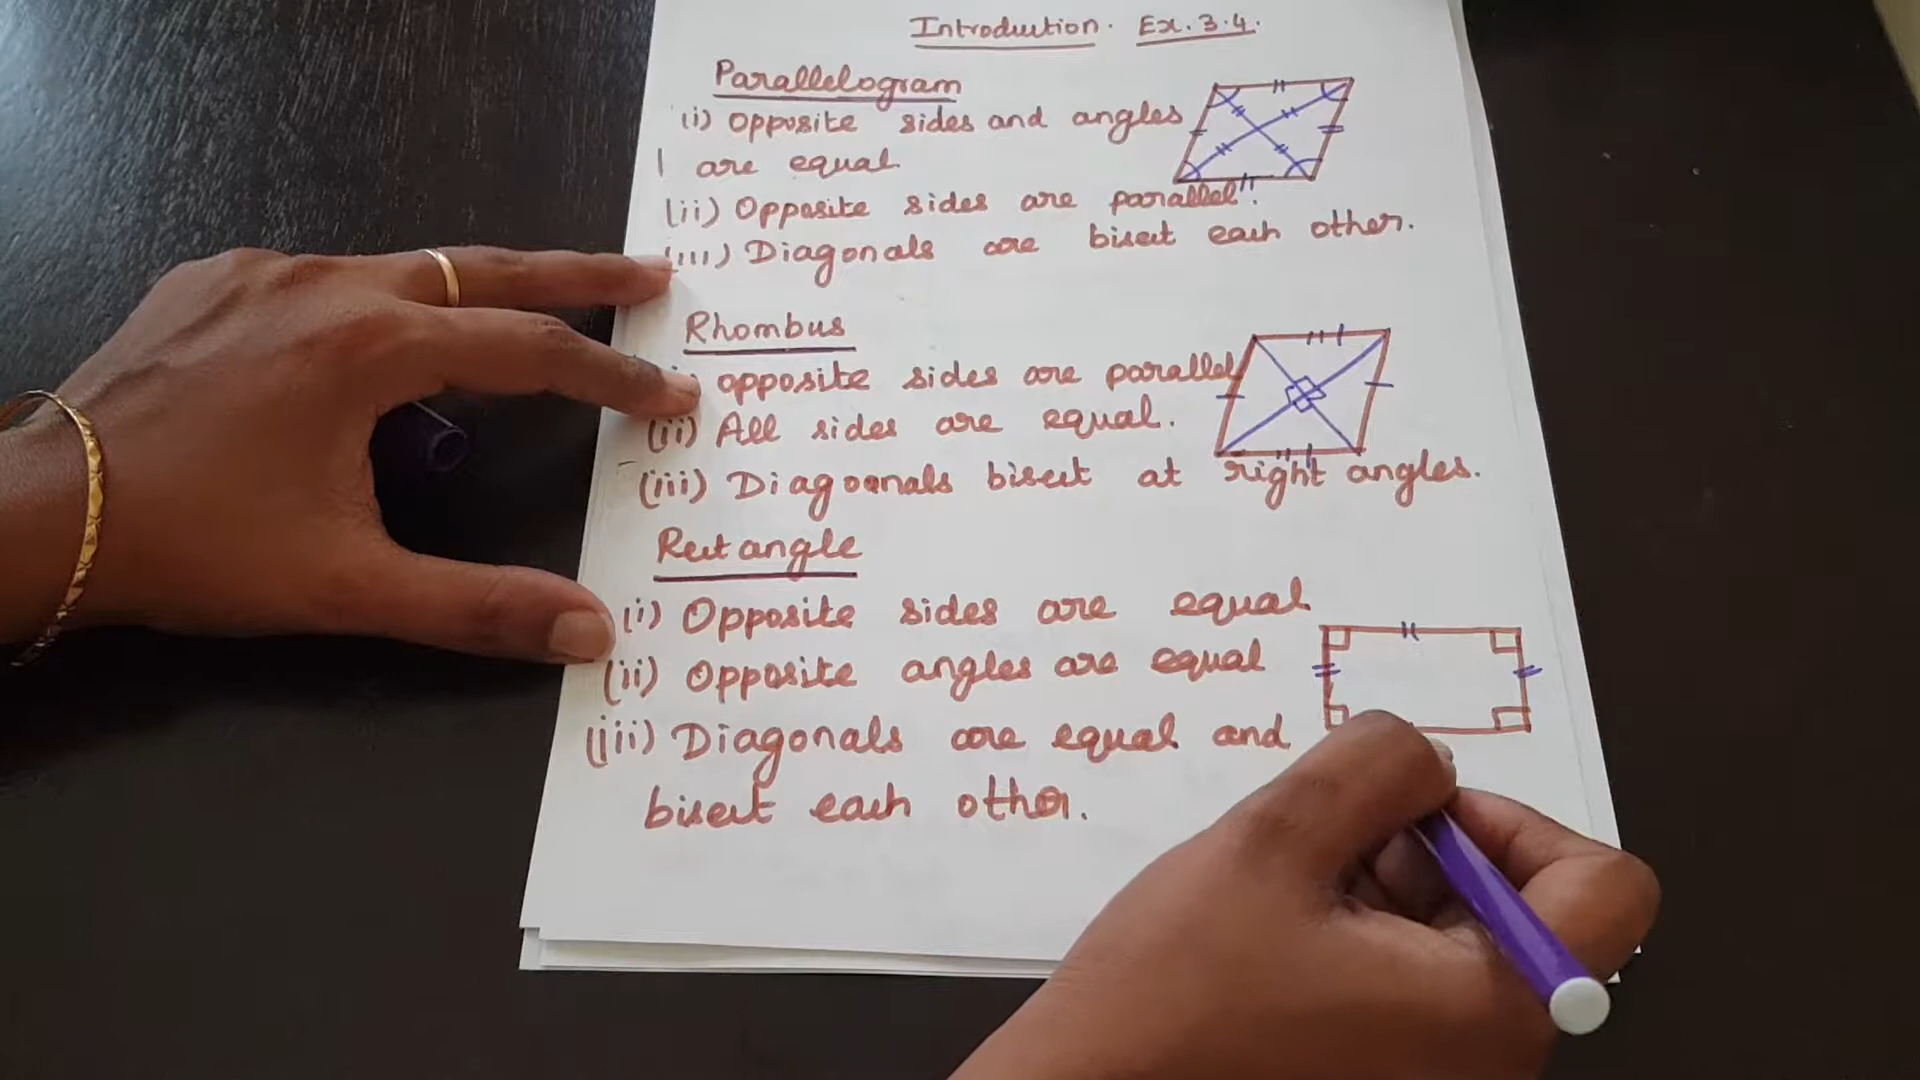 Introduction. Ex. 3.4.
Parallelogram
(i) Opposite sides and angles
are equal
(ii) Opposite sides are parallel.
(iii) Diagonals are bisect each other.
Rhombus
opposite sides are parallel
(ii) All sides are equal.
(iii) Diagoonals bisect at right angles.
Rectangle
(i) Opposite sides are equal
(ii) Opposite angles are equal
(iii) Diagonals are equal and
bisect each other.